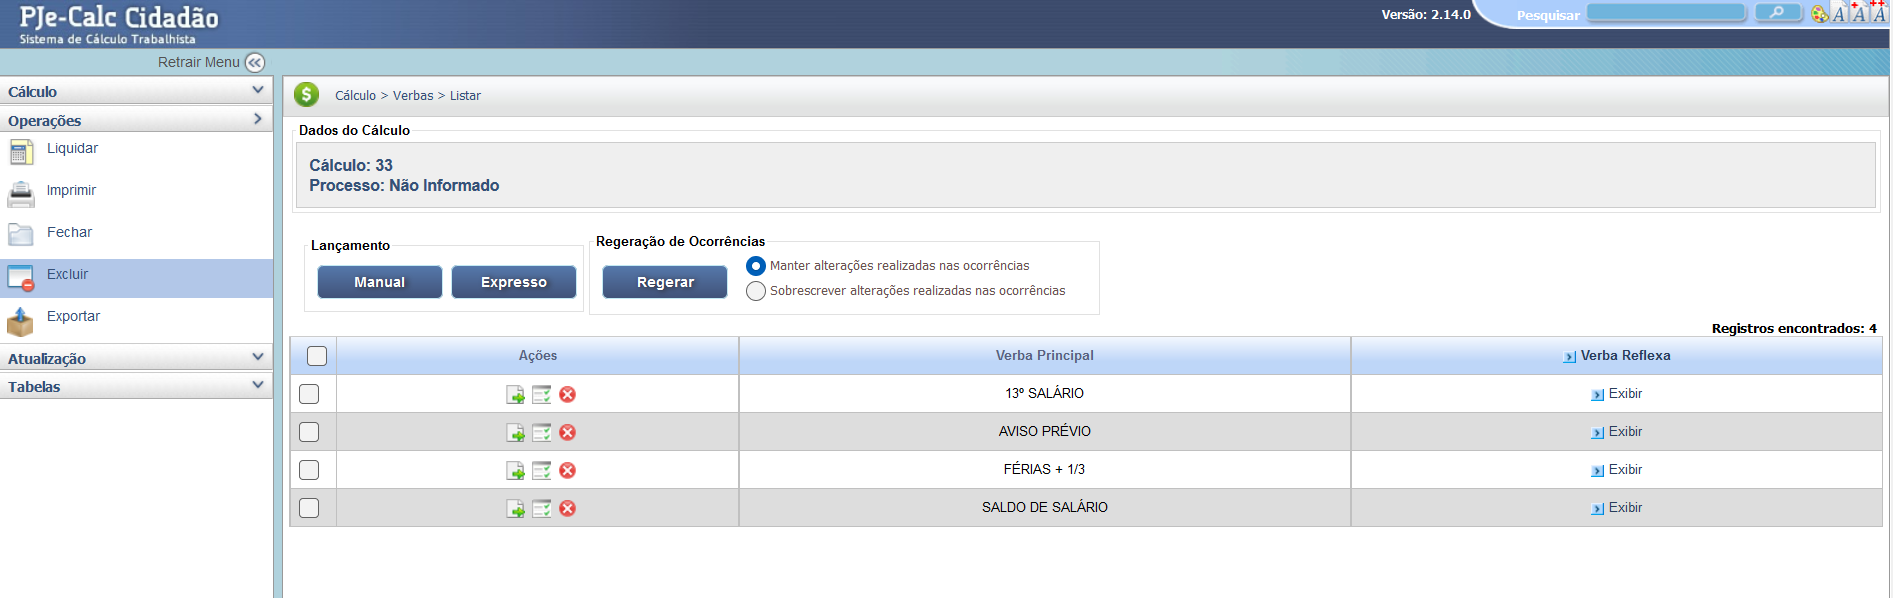 PJe-Calc Cidadão
Sistema de Cálculo Trabalhista
Versão: 2.14.0
Pesquisar
A A+ A++
Retrair Menu
Cálculo
Operações
Liquidar
Imprimir
Fechar
Excluir
Exportar
Atualização
Tabelas
Cálculo > Verbas > Listar
Dados do Cálculo
Cálculo: 33
Processo: Não Informado
Lançamento
Manual
Expresso
Regeração de Ocorrências
Regerar
Manter alterações realizadas nas ocorrências
Sobrescrever alterações realizadas nas ocorrências
Registros encontrados: 4
Ações Verba Principal Verba Reflexa
13º SALÁRIO Exibir
AVISO PRÉVIO Exibir
FÉRIAS + 1/3 Exibir
SALDO DE SALÁRIO Exibir